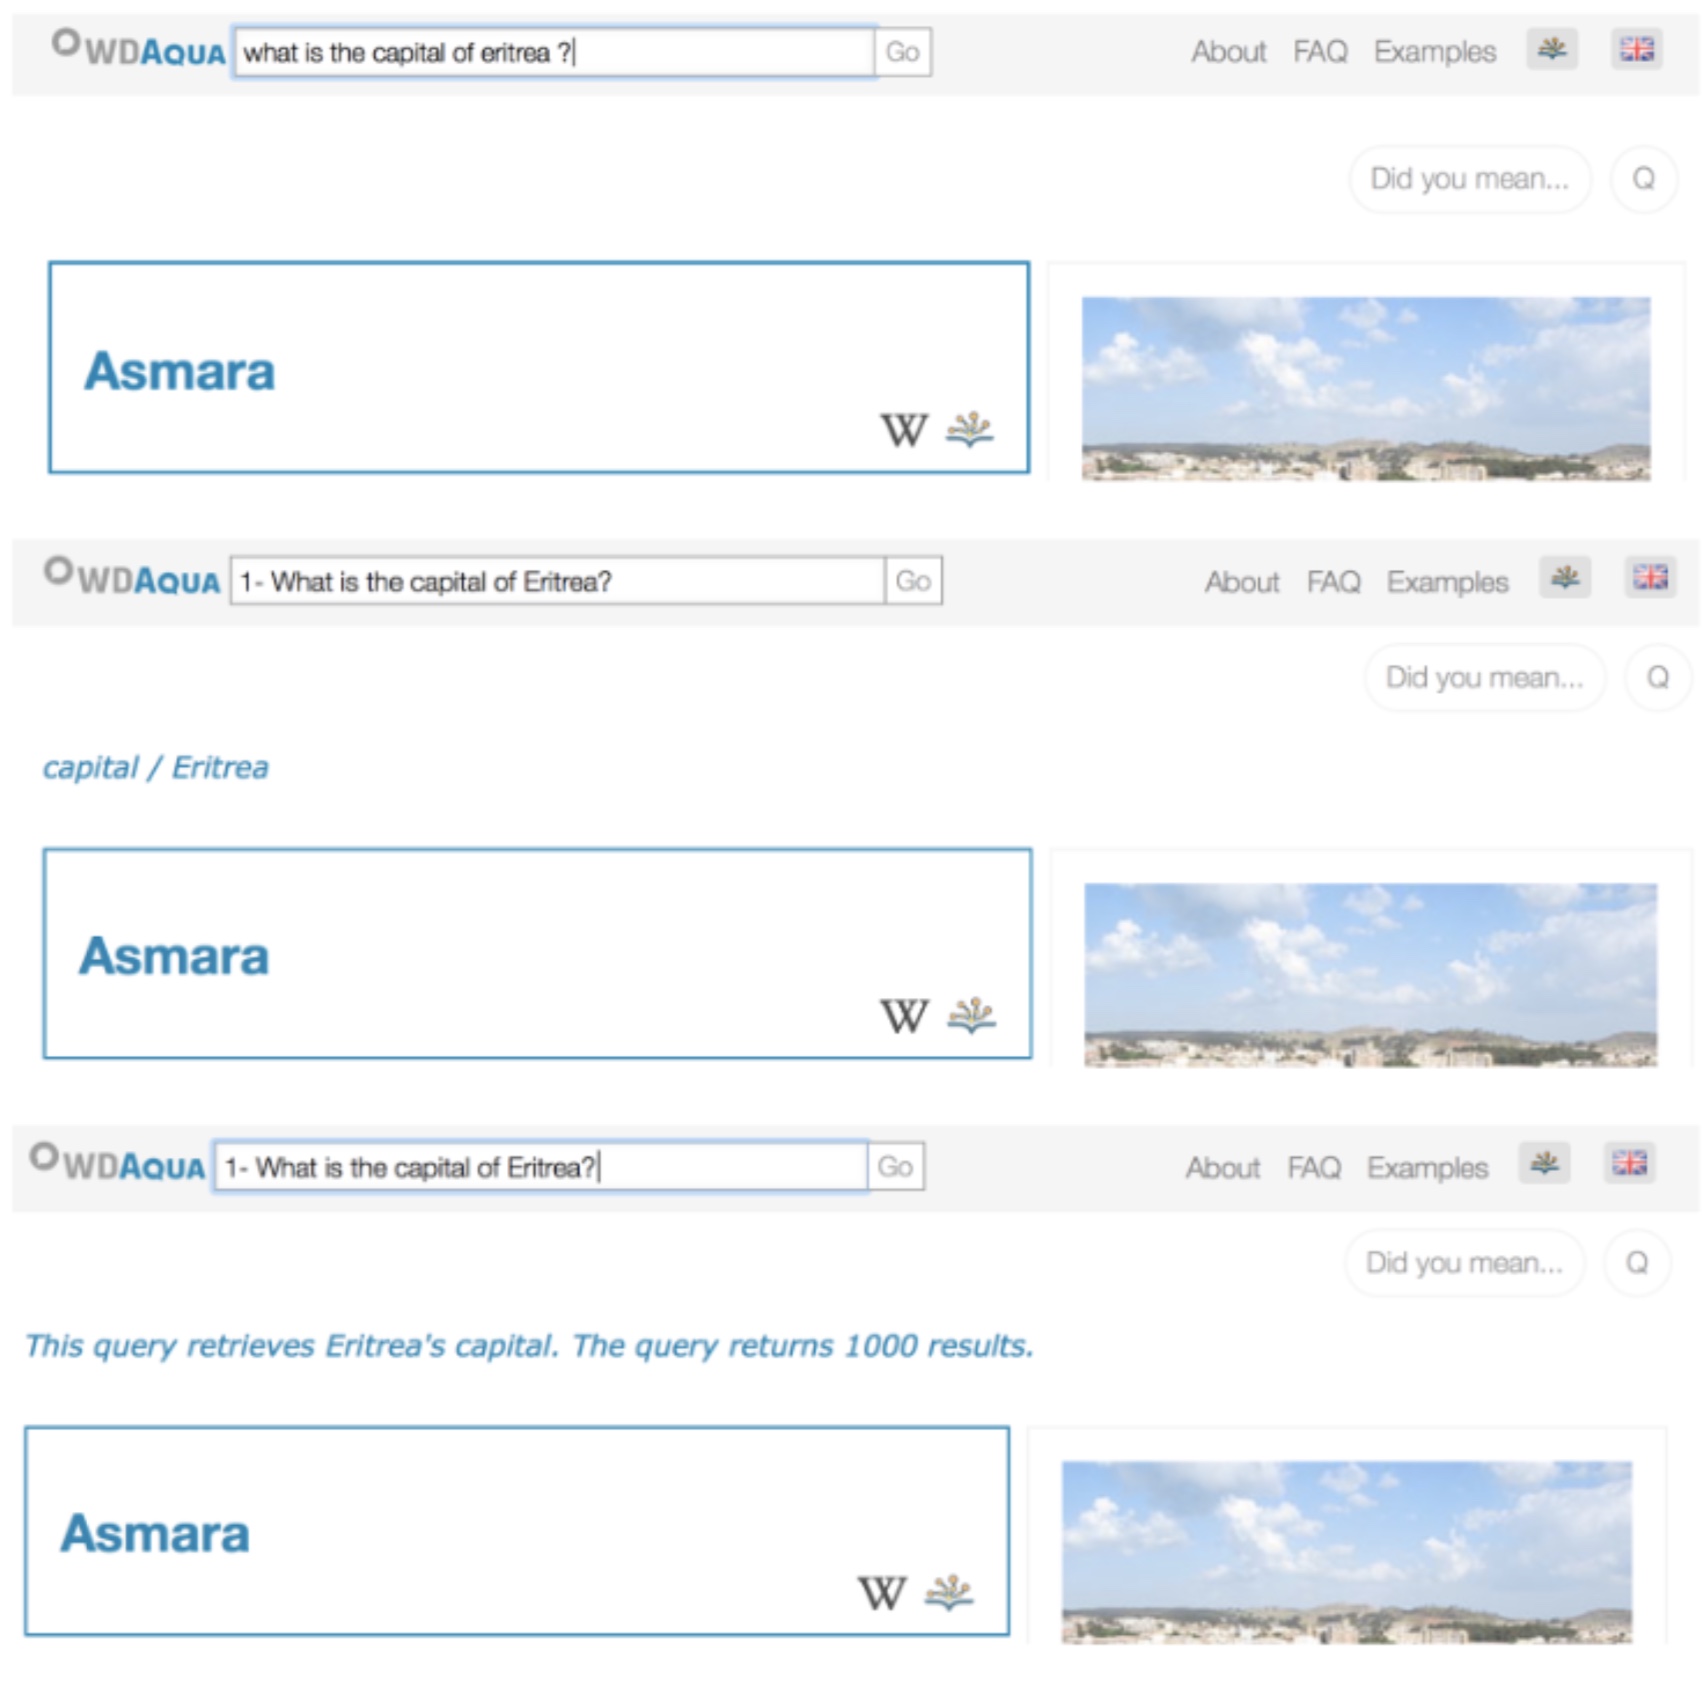 WDAQUA what is the capital of eritrea ? Go About FAQ Examples
Did you mean... Q
Asmara
W
WDAQUA 1- What is the capital of Eritrea? Go About FAQ Examples
Did you mean... Q
capital / Eritrea
Asmara
W
WDAQUA 1- What is the capital of Eritrea? Go About FAQ Examples
Did you mean... Q
This query retrieves Eritrea's capital. The query returns 1000 results.
Asmara
W